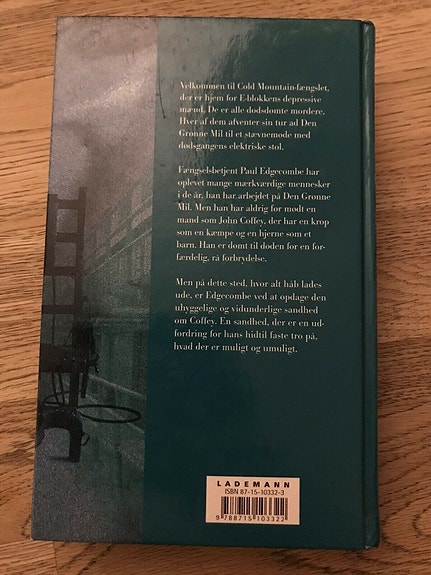 Velkommen til Cold Mountain-fængslet,
der er hjem for E-blokkens depressive
mænd. De er alle dødsdømte mordere.
Hver af dem afventer sin tur ad Den
Grønne Mil til et stævnemøde med
dødsgangens elektriske stol.
Fængselsbetjent Paul Edgecombe har
oplevet mange mærkværdige mennesker
i de år, han har arbejdet på Den Grønne
Mil. Men han har aldrig før mødt en
mand som John Coffey, der har en krop
som en kæmpe og en hjerne som et
barn. Han er dømt til døden for en for-
færdelig, rå forbrydelse.
Men på dette sted, hvor alt håb lades
ude, er Edgecombe ved at opdage den
uhyggelige og vidunderlige sandhed
om Coffey. En sandhed, der er en ud-
fordring for hans hidtil faste tro på,
hvad der er muligt og umuligt.
LADEMANN
ISBN 87-15-10332-3
9 788715 103322